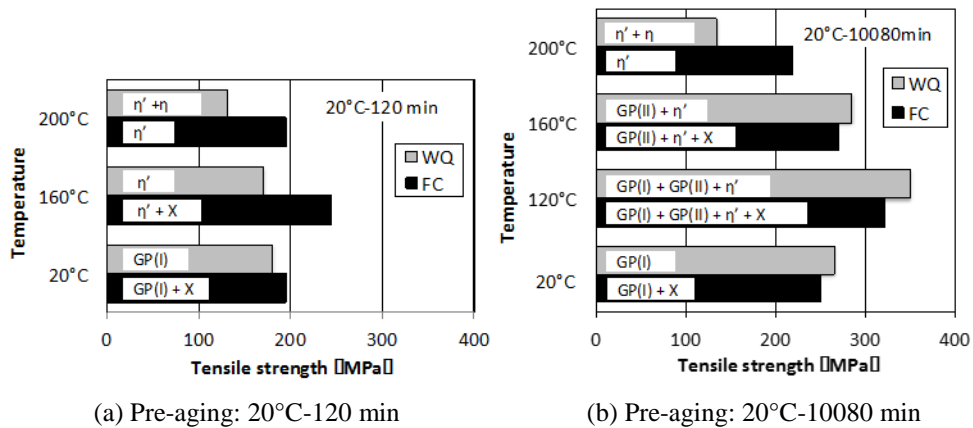 20°C-120 min
WQ
FC
Temperature
200°C
η′ +η
η′
160°C
η′
η′ + X
20°C
GP(I)
GP(I) + X
0 100 200 300 400
Tensile strength [MPa]
(a) Pre-aging: 20°C-120 min
20°C-10080min
WQ
FC
Temperature
200°C
η′ + η
η′
160°C
GP(II) + η′
GP(II) + η′ + X
120°C
GP(I) + GP(II) + η′
GP(I) + GP(II) + η′ + X
20°C
GP(I)
GP(I) + X
0 100 200 300 400
Tensile strength [MPa]
(b) Pre-aging: 20°C-10080 min